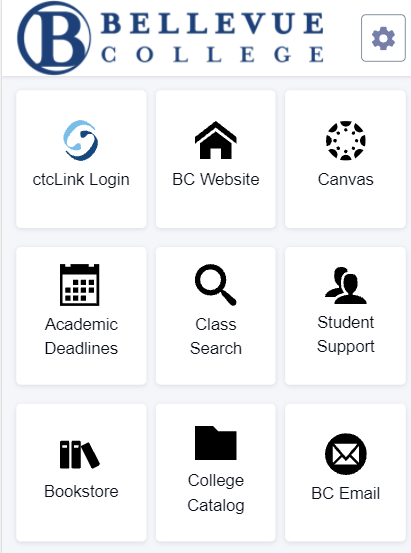 B BELLEVUE
COLLEGE
ctcLink Login
BC Website
Canvas
Academic
Deadlines
Class
Search
Student
Support
Bookstore
College
Catalog
BC Email